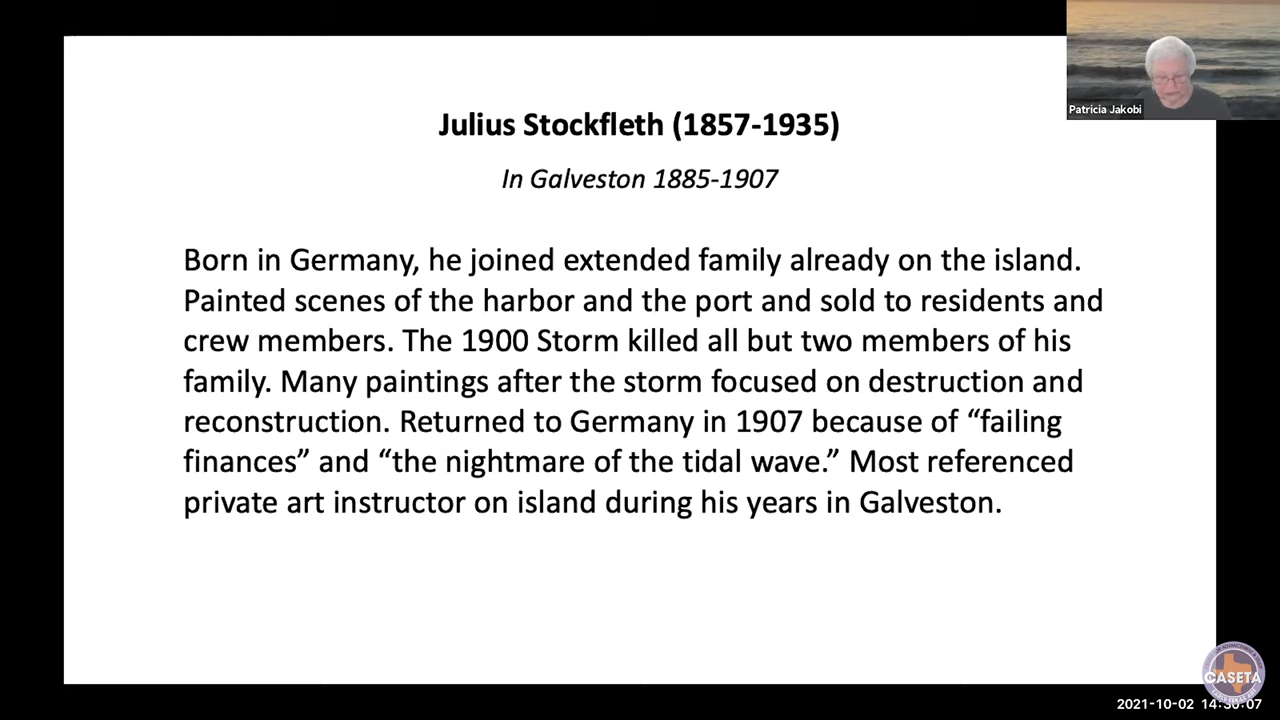 Julius Stockfleth (1857-1935)
In Galveston 1885-1907
Born in Germany, he joined extended family already on the island.
Painted scenes of the harbor and the port and sold to residents and
crew members. The 1900 Storm killed all but two members of his
family. Many paintings after the storm focused on destruction and
reconstruction. Returned to Germany in 1907 because of “failing
finances” and “the nightmare of the tidal wave.” Most referenced
private art instructor on island during his years in Galveston.
Patricia Jakobi
CASETA
2021-10-02 14:30:07